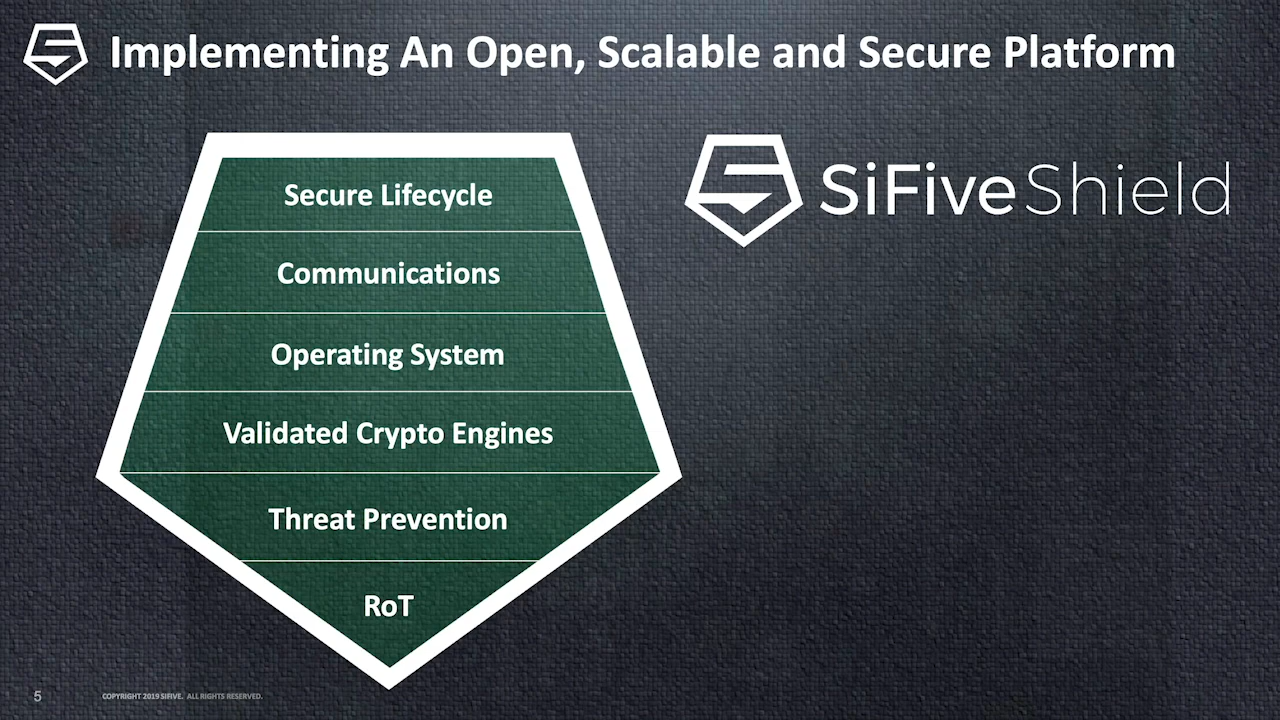 Implementing An Open, Scalable and Secure Platform
SiFive Shield
Secure Lifecycle
Communications
Operating System
Validated Crypto Engines
Threat Prevention
RoT
5
COPYRIGHT 2019 SIFIVE. ALL RIGHTS RESERVED.